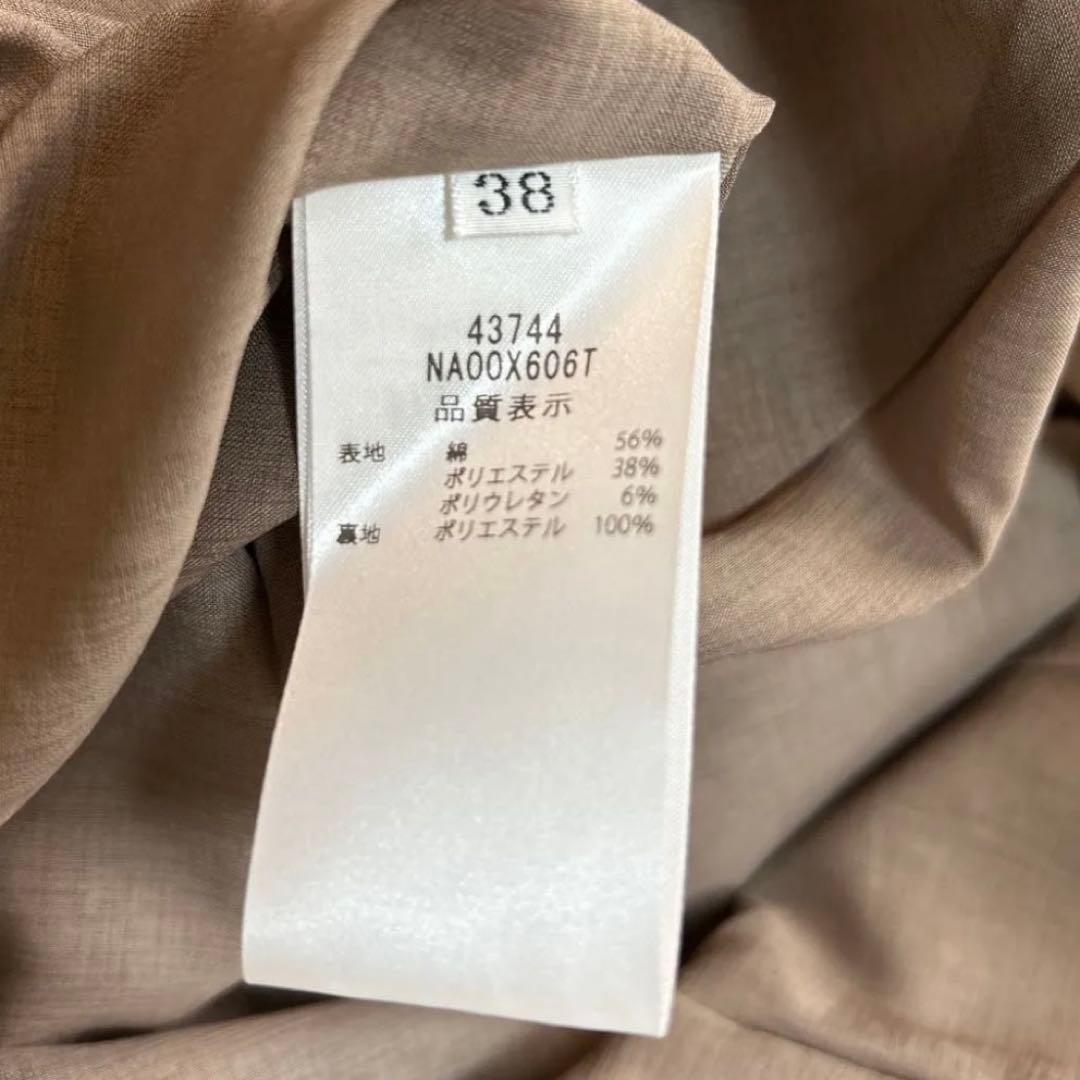 38
43744
NA00X606T
品質表示
表地 綿 56%
ポリエステル 38%
ポリウレタン 6%
裏地 ポリエステル 100%